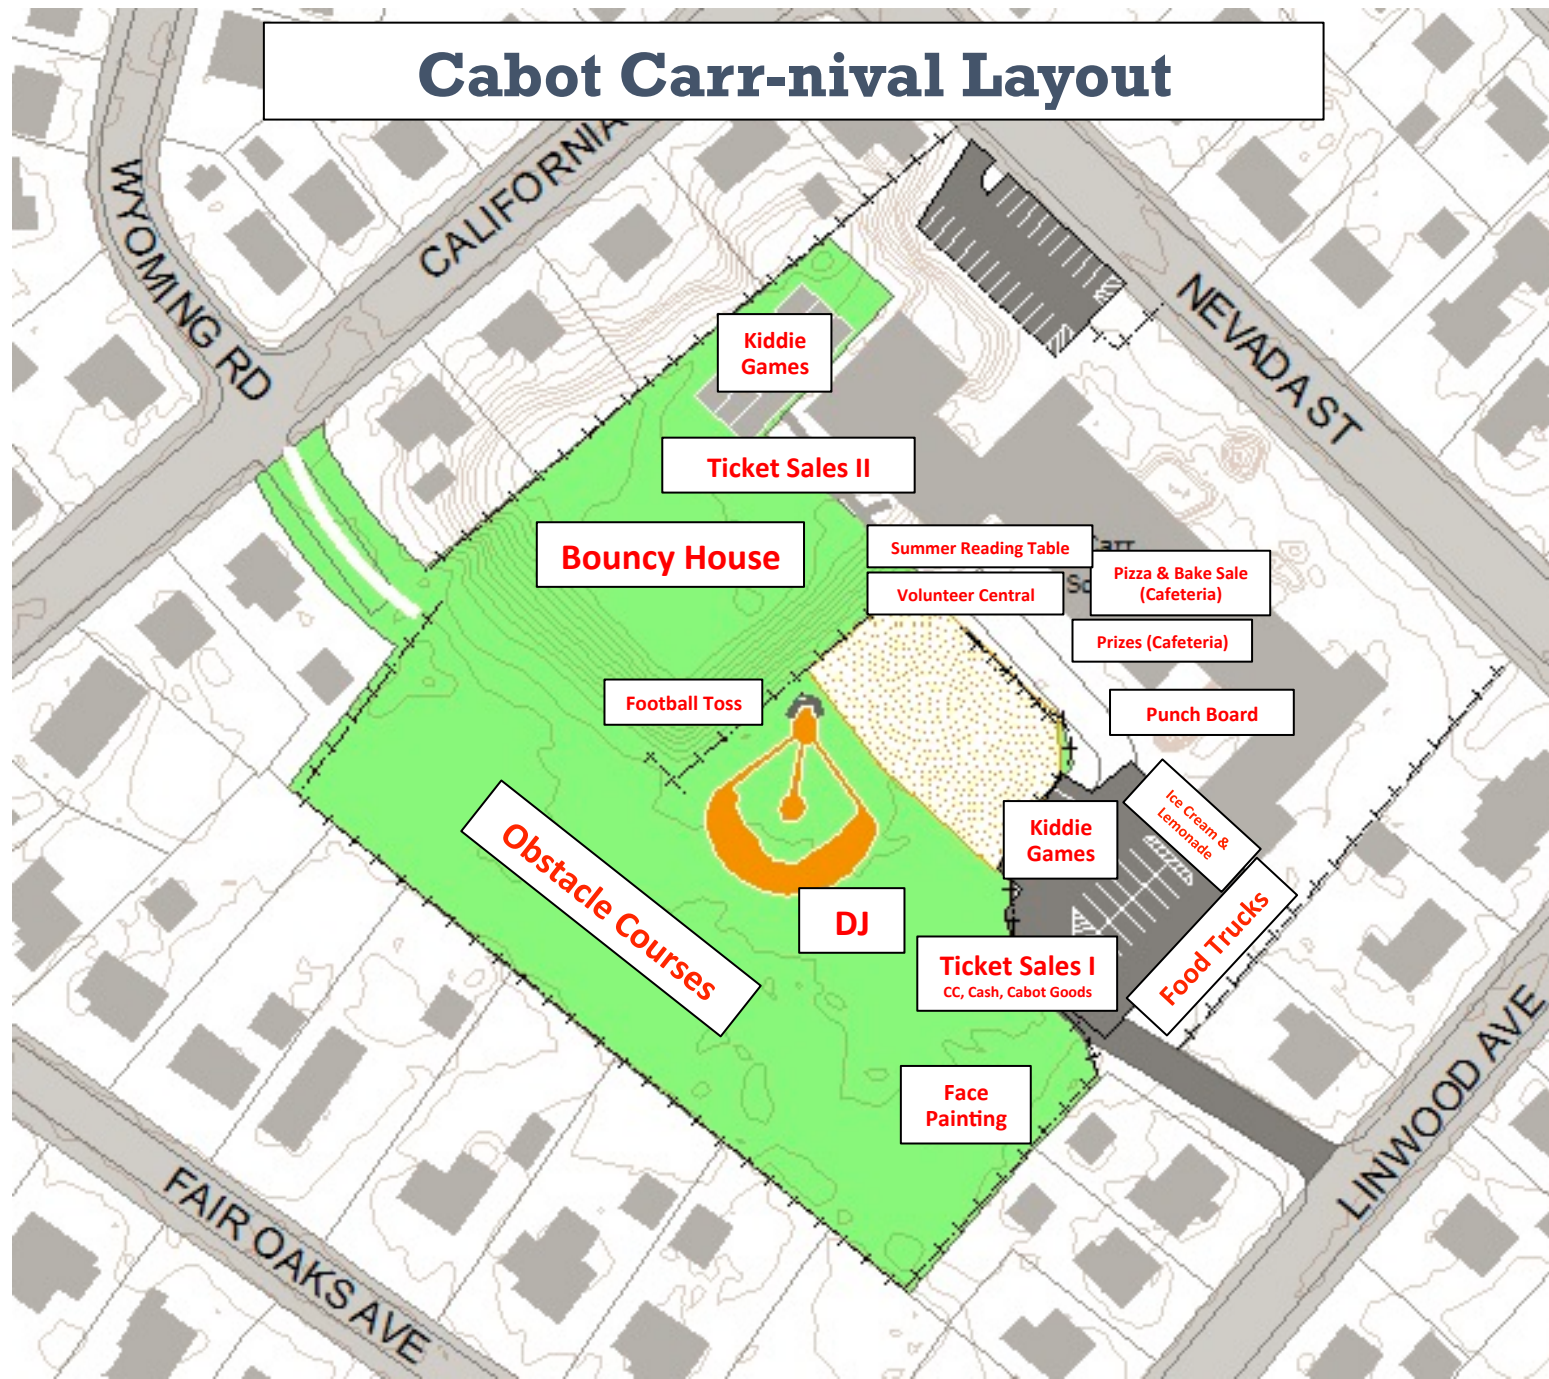 Cabot Carr-nival Layout
WYOMING RD
CALIFORNIA
NEVADA ST
Kiddie
Games
Ticket Sales II
Bouncy House
Summer Reading Table
Carr
Volunteer Central
Pizza & Bake Sale
(Cafeteria)
Prizes (Cafeteria)
Football Toss
Punch Board
Ice Cream &
Lemonade
Kiddie
Games
Obstacle Courses
DJ
Food Trucks
Ticket Sales I
CC, Cash, Cabot Goods
Face
Painting
LINWOOD AVE
FAIR OAKS AVE